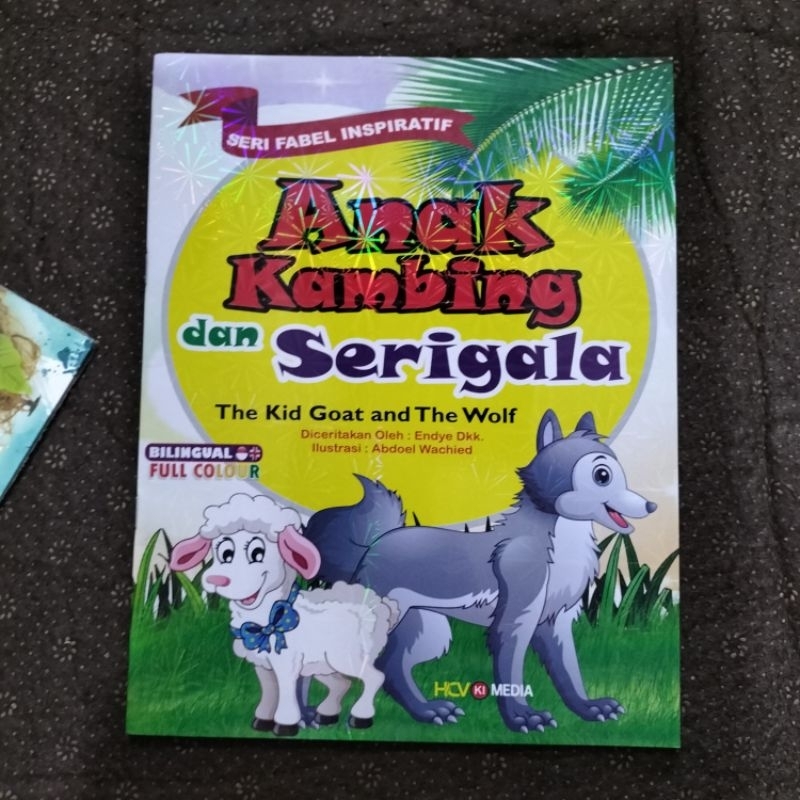 SERI FABEL INSPIRATIF
Anak
Kambing
dan Serigala
The Kid Goat and The Wolf
Diceritakan Oleh : Endye Dkk.
Ilustrasi : Abdoel Wachied
BILINGUAL
FULL COLOUR
HCV KI MEDIA